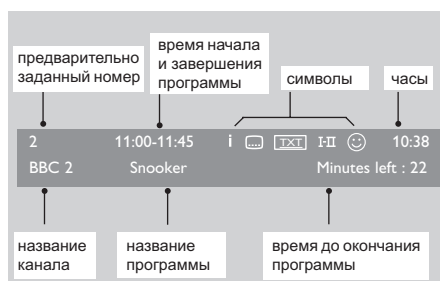 предварительно
заданный номер
время начала
и завершения
программы
символы
часы
2 11:00-11:45 i .... TXT I-II 10:38
BBC 2 Snooker Minutes left : 22
название
канала
название
программы
время до окончания
программы